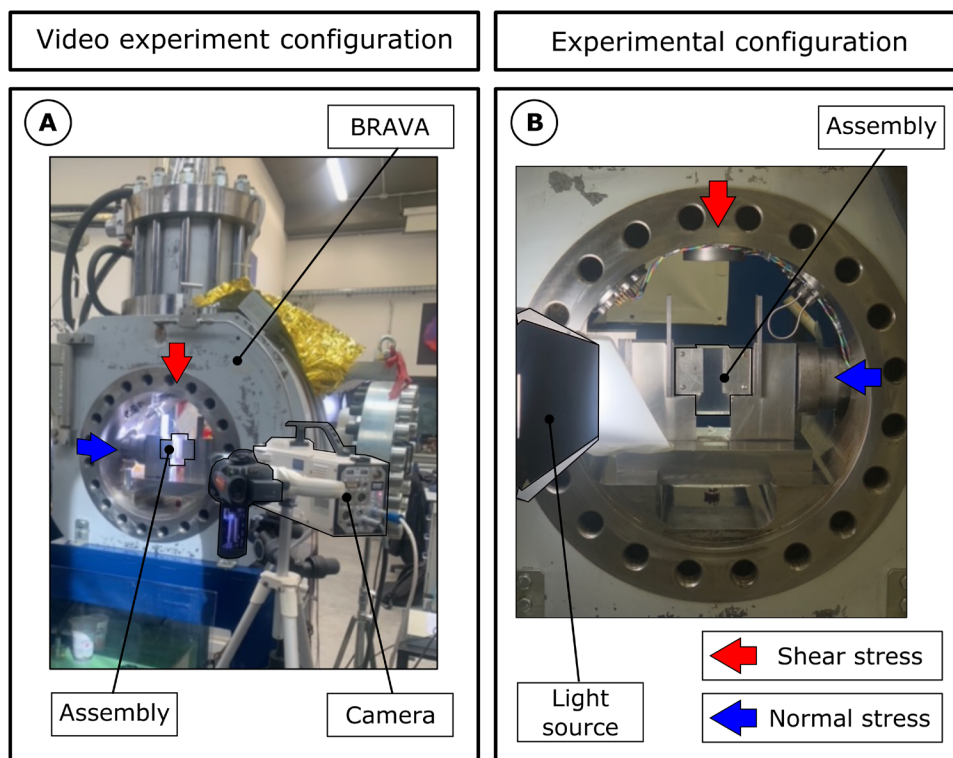 Video experiment configuration
Experimental configuration
A
BRAVA
Assembly
Camera
B
Assembly
Light
source
Shear stress
Normal stress